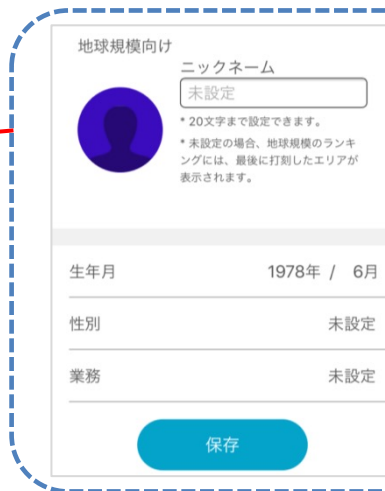 地球規模向け
ニックネーム
未設定
* 20文字まで設定できます。
* 未設定の場合、地球規模のランキ
ングには、最後に打刻したエリアが
表示されます。
生年月 1978年 / 6月
性別 未設定
業務 未設定
保存